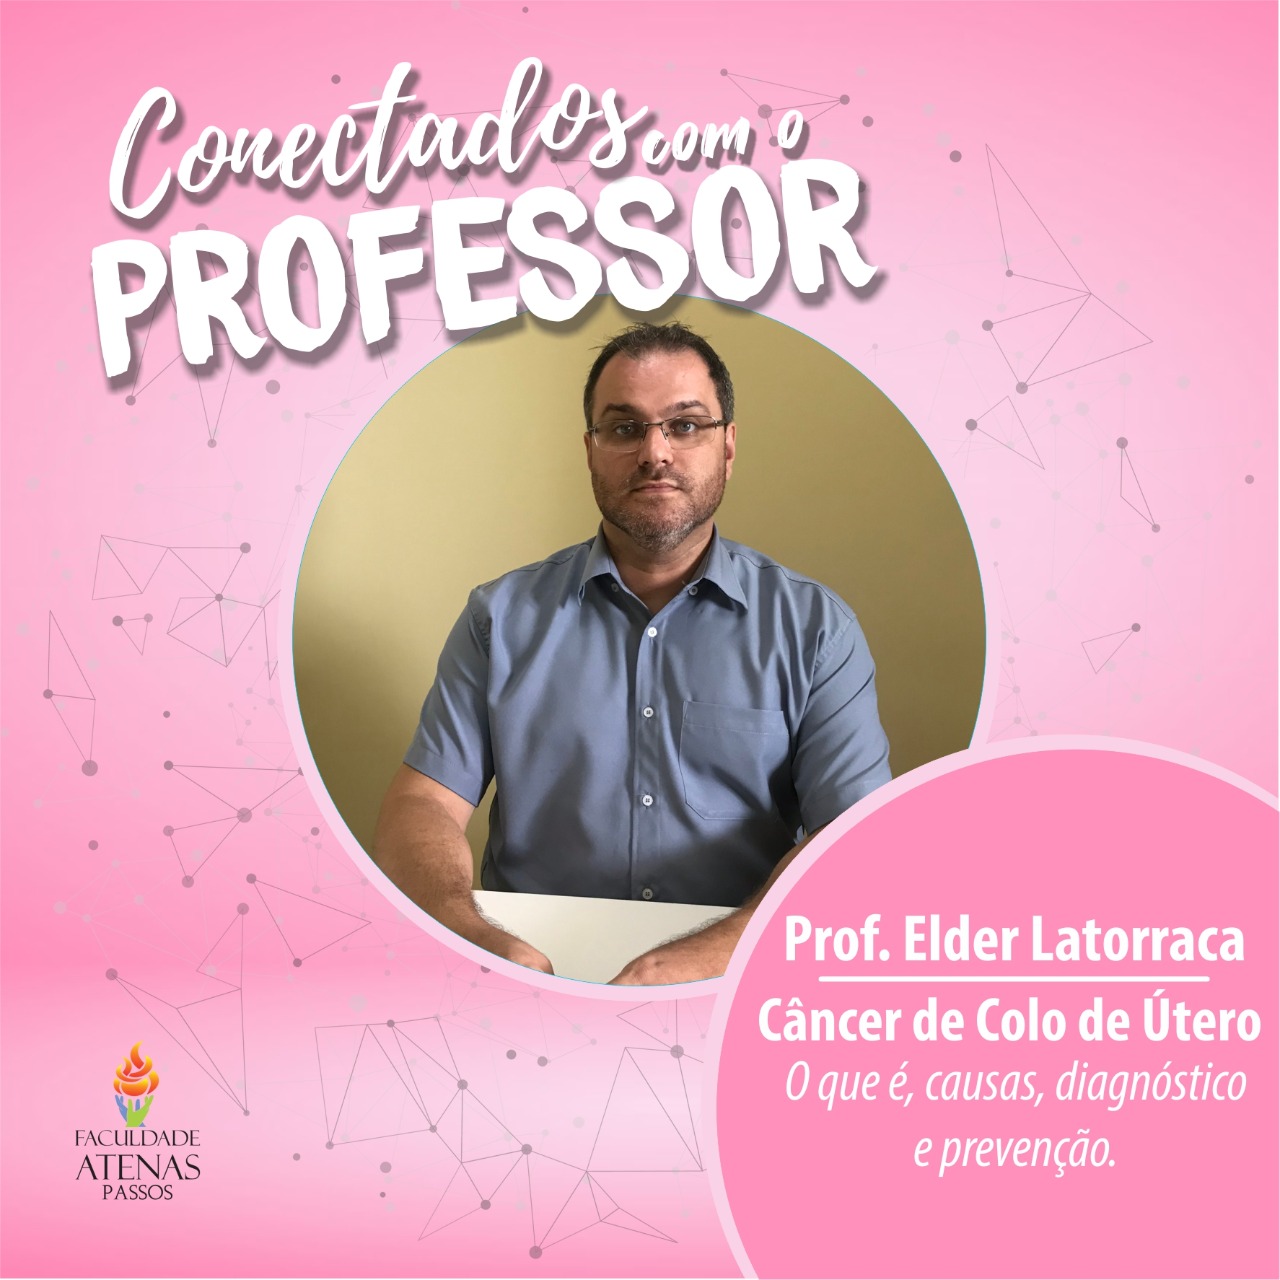 Conectados com o
PROFESSOR
Prof. Elder Latorraca
Câncer de Colo de Útero
O que é, causas, diagnóstico
e prevenção.
FACULDADE
ATENAS
PASSOS